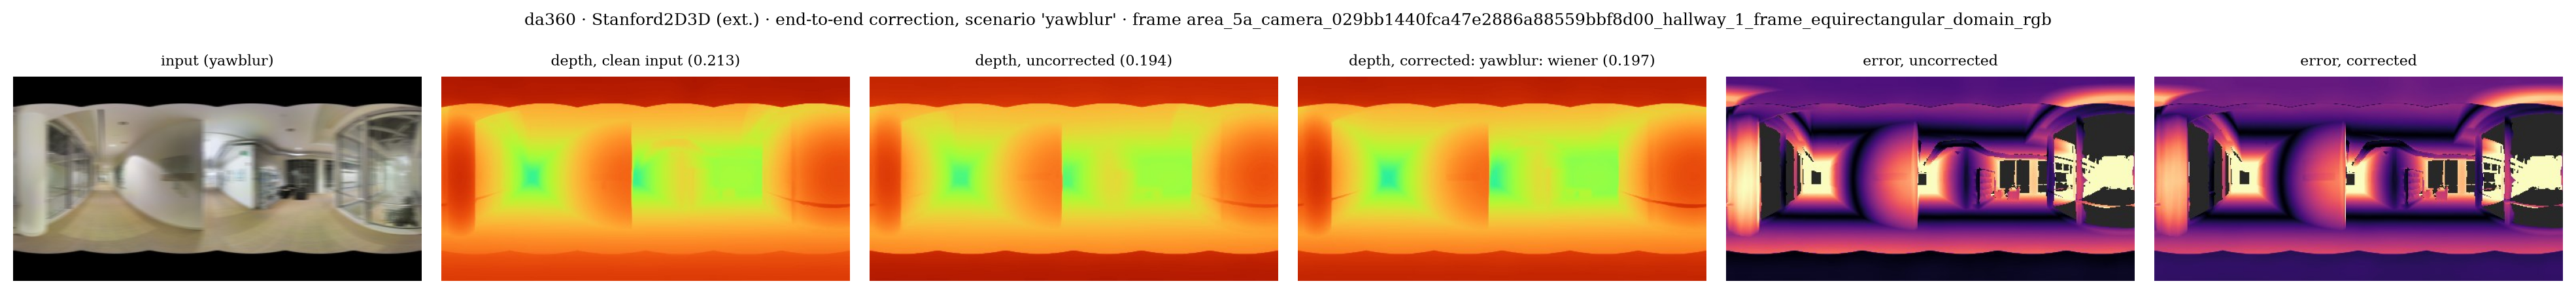 da360 · Stanford2D3D (ext.) · end-to-end correction, scenario 'yawblur' · frame area_5a_camera_029bb1440fca47e2886a88559bbf8d00_hallway_1_frame_equirectangular_domain_rgb
input (yawblur)
depth, clean input (0.213)
depth, uncorrected (0.194)
depth, corrected: yawblur: wiener (0.197)
error, uncorrected
error, corrected